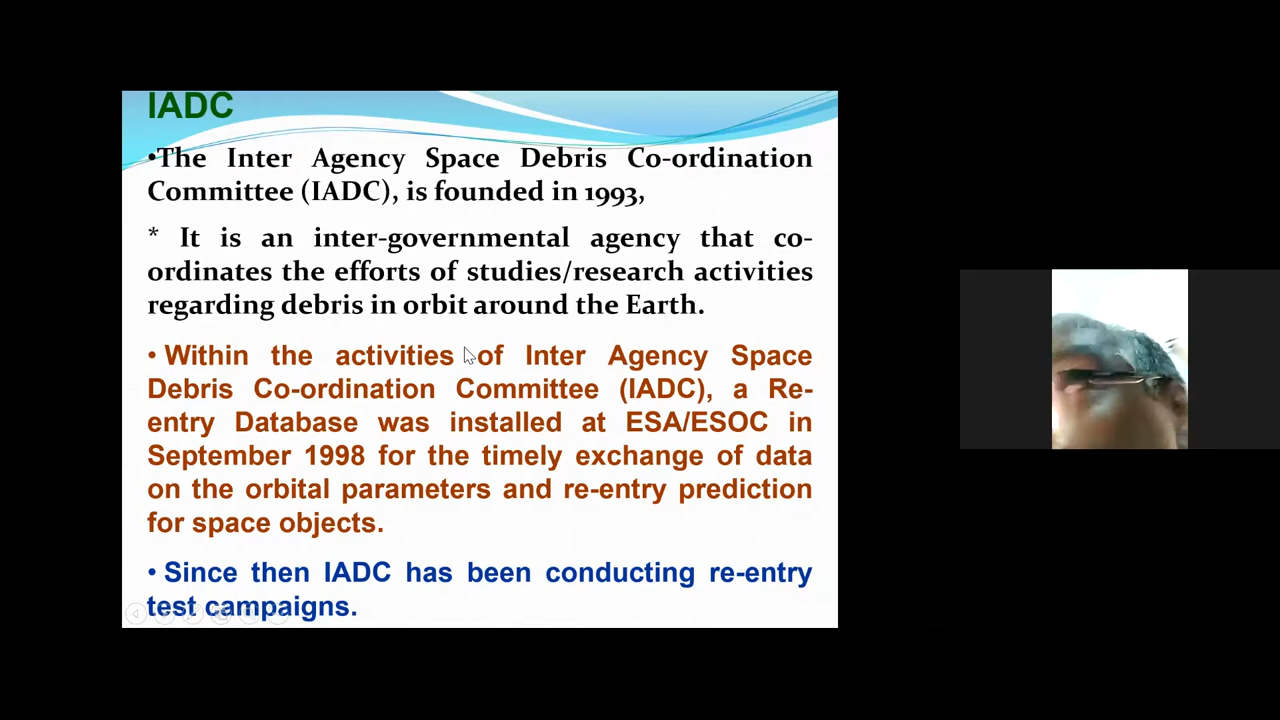 IADC
•The Inter Agency Space Debris Co-ordination
Committee (IADC), is founded in 1993,
* It is an inter-governmental agency that co-
ordinates the efforts of studies/research activities
regarding debris in orbit around the Earth.
• Within the activities of Inter Agency Space
Debris Co-ordination Committee (IADC), a Re-
entry Database was installed at ESA/ESOC in
September 1998 for the timely exchange of data
on the orbital parameters and re-entry prediction
for space objects.
• Since then IADC has been conducting re-entry
test campaigns.